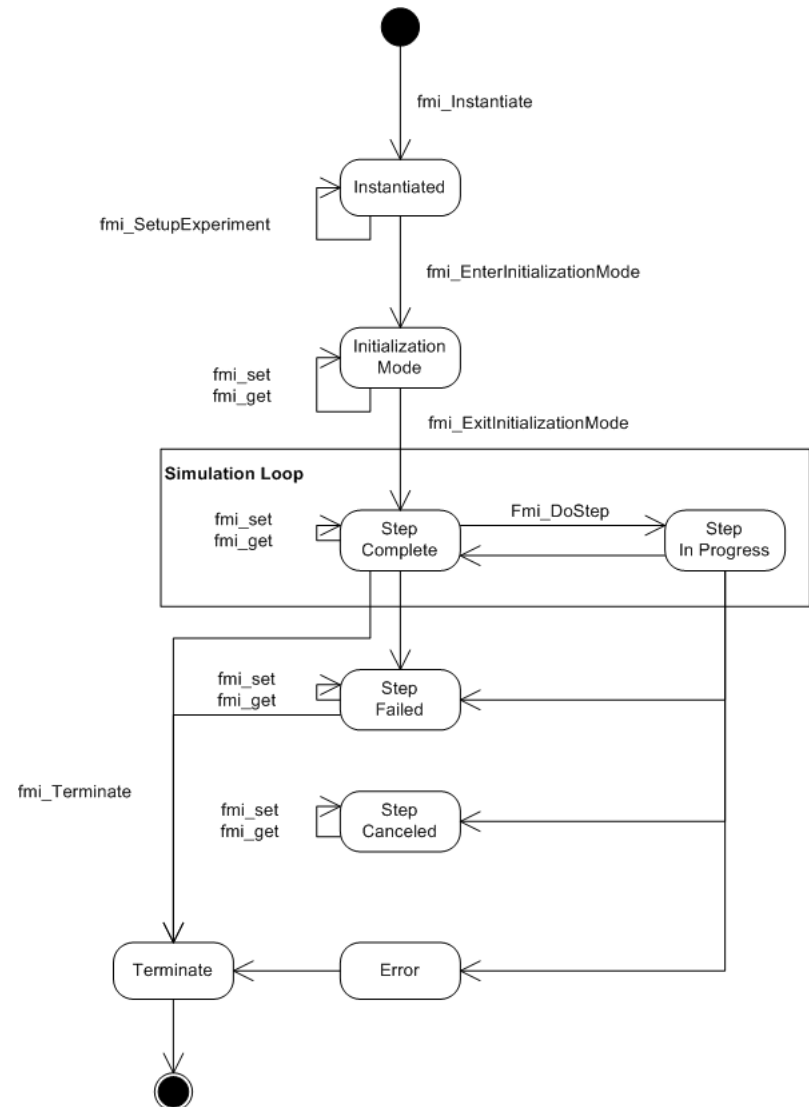 fmi_Instantiate
Instantiated
fmi_SetupExperiment
fmi_EnterInitializationMode
Initialization
Mode
fmi_set
fmi_get
fmi_ExitInitializationMode
Simulation Loop
fmi_set
fmi_get
Step
Complete
Fmi_DoStep
Step
In Progress
fmi_set
fmi_get
Step
Failed
fmi_Terminate
fmi_set
fmi_get
Step
Canceled
Terminate
Error